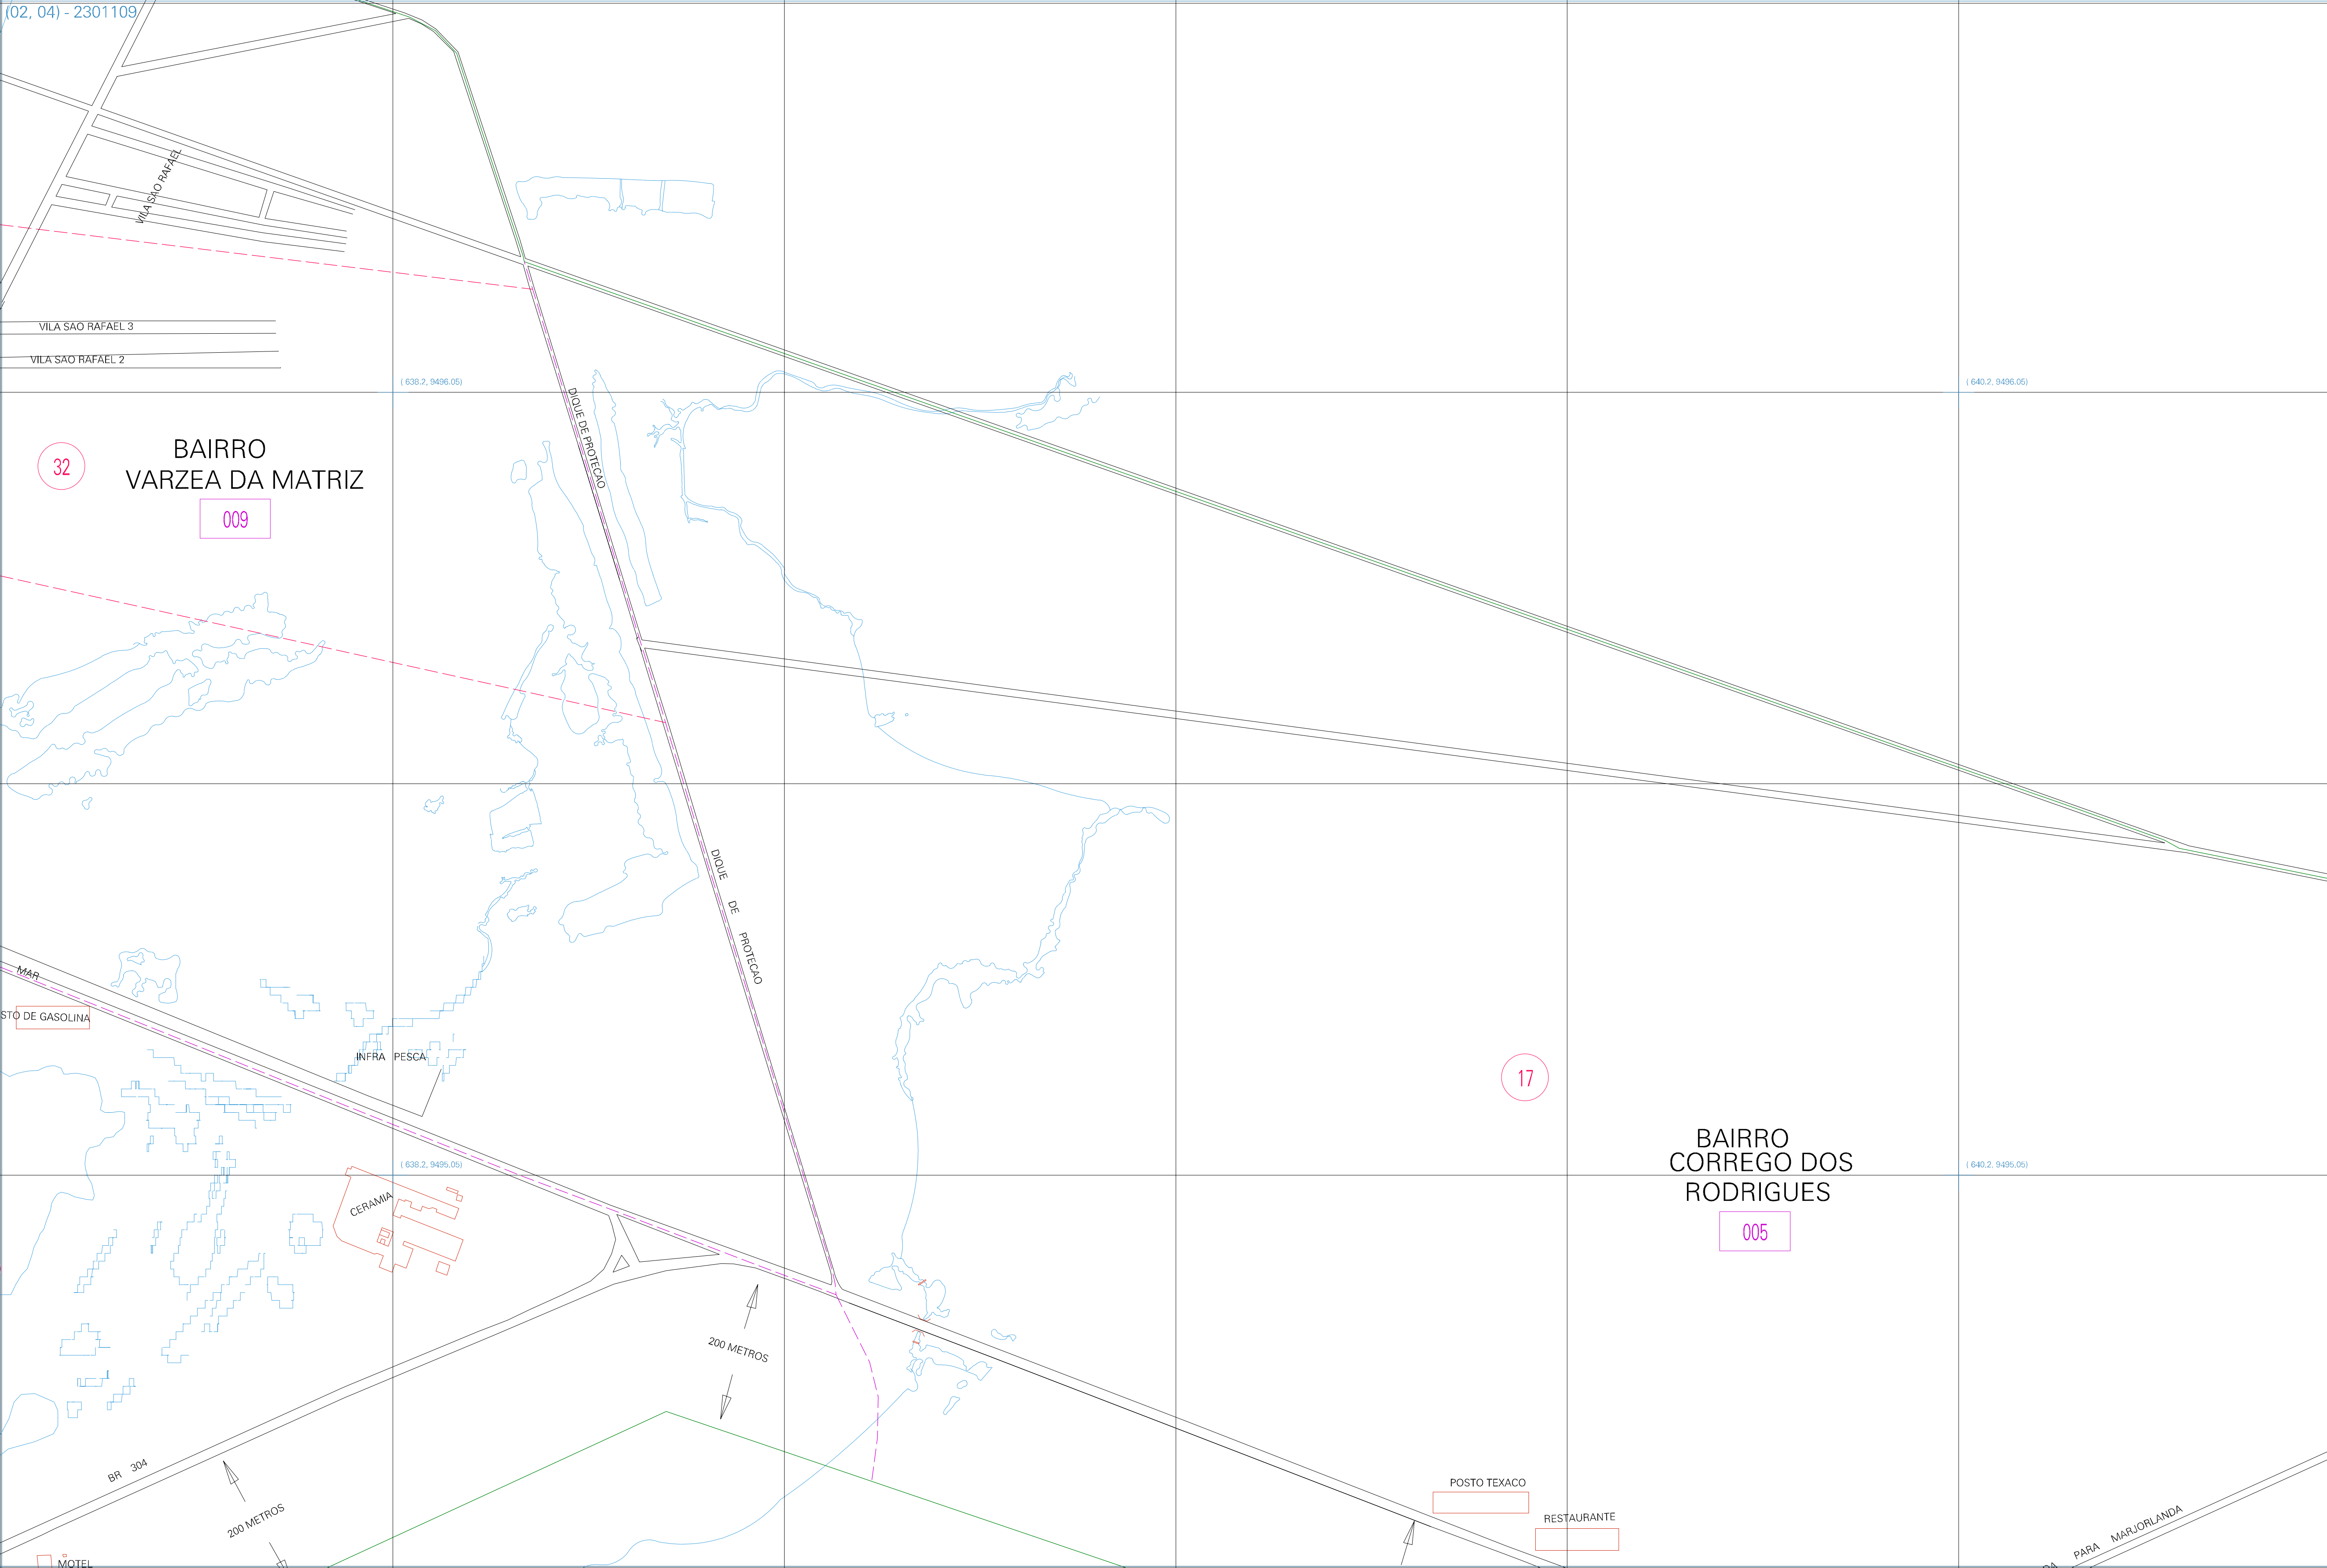 (02, 04) - 2301109
VILA SAO RAFAEL
VILA SAO RAFAEL 3
VILA SAO RAFAEL 2
( 638.2, 9496.05)
( 640.2, 9496.05)
DIQUE DE PROTECAO
32
BAIRRO
VARZEA DA MATRIZ
009
DIQUE DE PROTECAO
MAR
STO DE GASOLINA
INFRA PESCA
17
BAIRRO
CORREGO DOS
RODRIGUES
005
( 638.2, 9495.05)
( 640.2, 9495.05)
CERAMIA
200 METROS
BR 304
200 METROS
POSTO TEXACO
RESTAURANTE
PARA MARJORLANDA
MOTEL